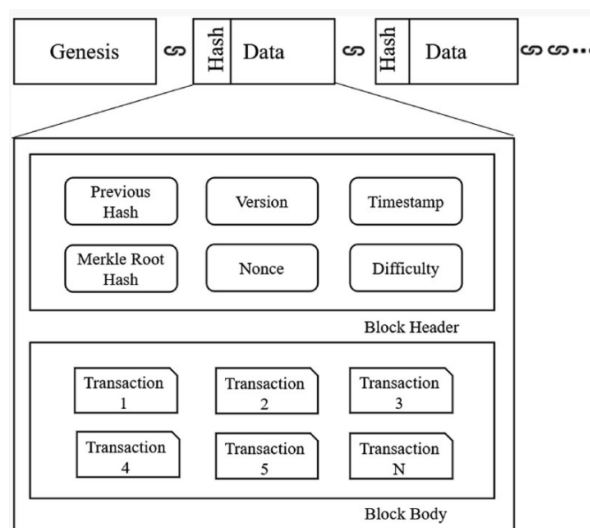 Genesis
Hash
Data
Hash
Data
Previous
Hash
Version
Timestamp
Merkle Root
Hash
Nonce
Difficulty
Block Header
Transaction
1
Transaction
2
Transaction
3
Transaction
4
Transaction
5
Transaction
N
Block Body